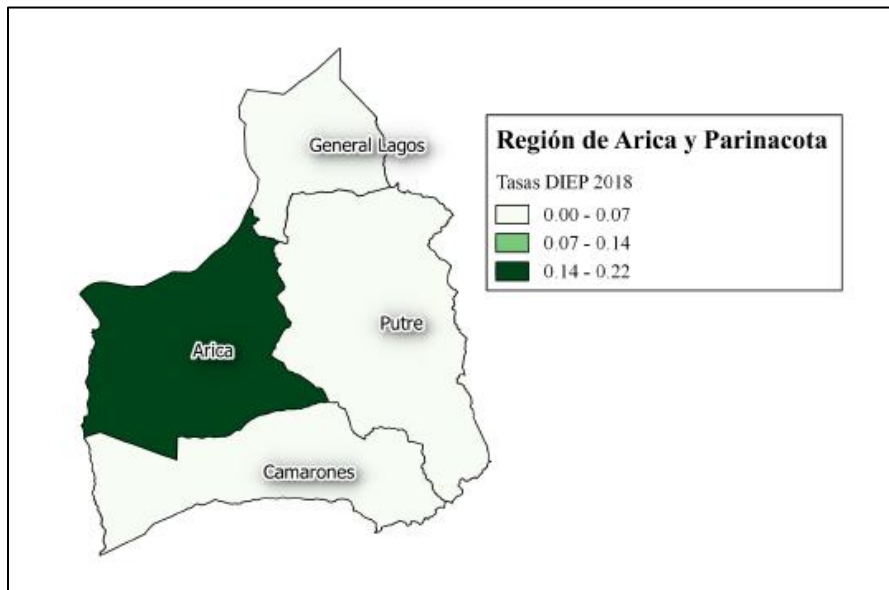 General Lagos
Región de Arica y Parinacota
Tasas DIEP 2018
0.00 - 0.07
0.07 - 0.14
0.14 - 0.22
Putre
Arica
Camarones